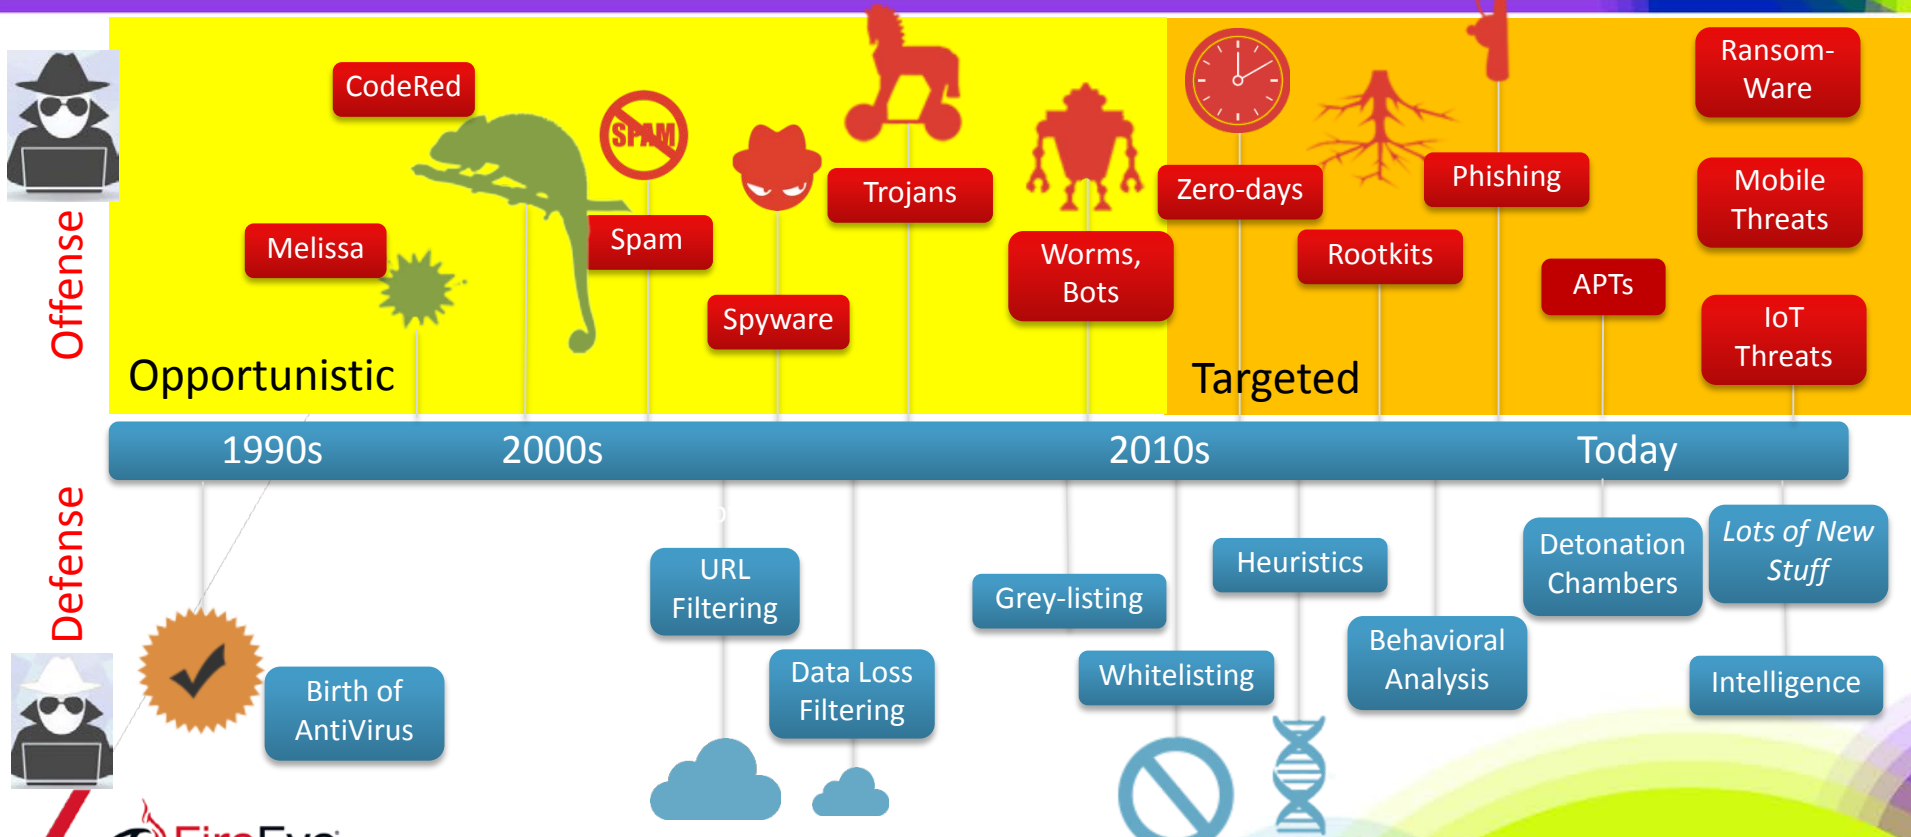 CodeRed
SPAM
Ransom-
Ware
Trojans
Zero-days
Phishing
Mobile
Threats
Melissa
Spam
Worms,
Bots
Rootkits
APTs
Spyware
IoT
Threats
Offense
Opportunistic
Targeted
1990s
2000s
2010s
Today
Defense
URL
Filtering
Grey-listing
Heuristics
Detonation
Chambers
Lots of New
Stuff
Birth of
AntiVirus
Data Loss
Filtering
Whitelisting
Behavioral
Analysis
Intelligence
FireEye